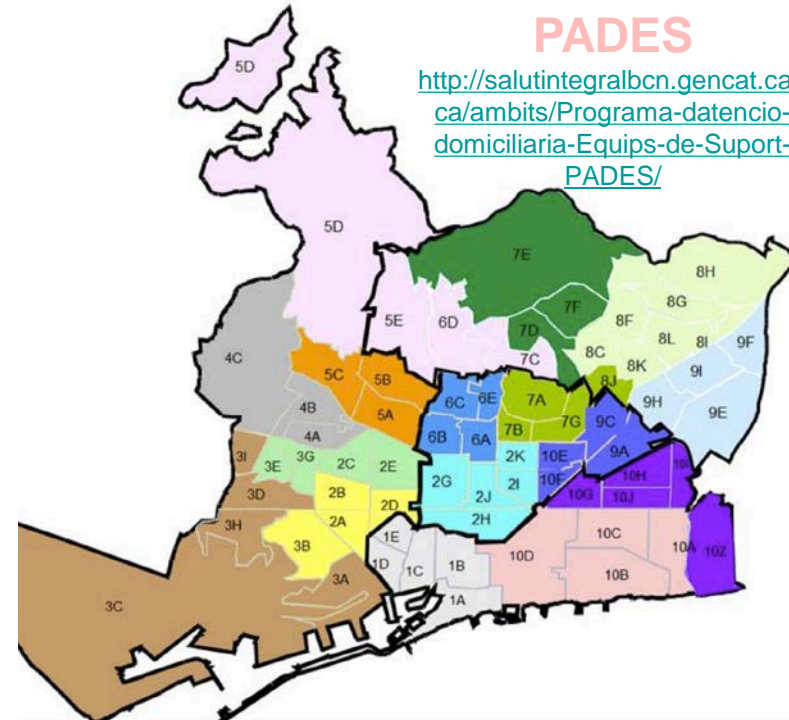 PADES
http://salutintegralbcn.gencat.ca
ca/ambits/Programa-datencio-
domiciliaria-Equips-de-Suport-
PADES/
5D
5D
7E
8H
8G
7F
5E
6D
8F
7D
8L
8I
9F
4C
7C
8C
8K
9I
5C
5B
8J
6E
6C
7A
9H
9E
4B
5A
7B
7G
9C
4A
6B
6A
9A
3I
3E
3G
2C
2E
2K
10E
10H
10I
2G
2I
10F
3D
2B
2J
10G
10J
2D
3H
2A
2H
1E
10C
3B
10D
10A
10Z
1D
1C
1B
3A
10B
1A
3C